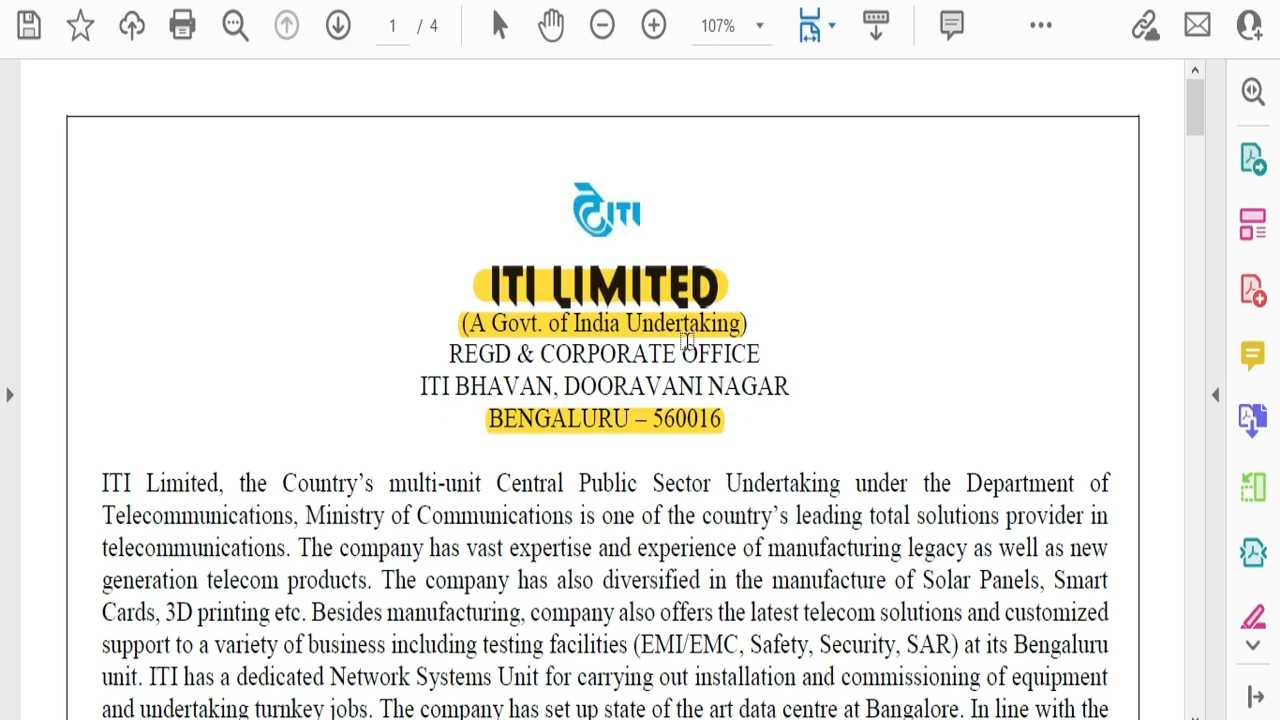 1 / 4
107%
ITI
ITI LIMITED
(A Govt. of India Undertaking)
REGD & CORPORATE OFFICE
ITI BHAVAN, DOORAVANI NAGAR
BENGALURU – 560016
ITI Limited, the Country’s multi-unit Central Public Sector Undertaking under the Department of
Telecommunications, Ministry of Communications is one of the country’s leading total solutions provider in
telecommunications. The company has vast expertise and experience of manufacturing legacy as well as new
generation telecom products. The company has also diversified in the manufacture of Solar Panels, Smart
Cards, 3D printing etc. Besides manufacturing, company also offers the latest telecom solutions and customized
support to a variety of business including testing facilities (EMI/EMC, Safety, Security, SAR) at its Bengaluru
unit. ITI has a dedicated Network Systems Unit for carrying out installation and commissioning of equipment
and undertaking turnkey jobs. The company has set up state of the art data centre at Bangalore. In line with the